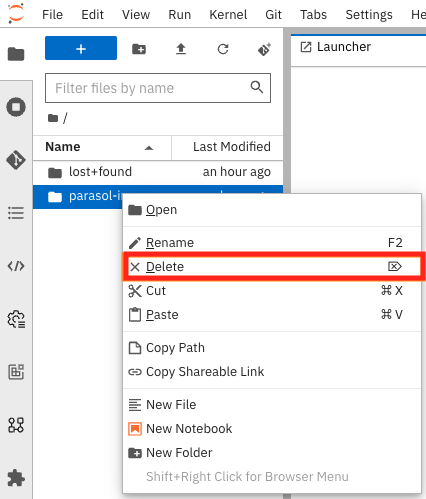 File Edit View Run Kernel Git Tabs Settings He
Launcher
Filter files by name
/
Name Last Modified
lost+found an hour ago
parasol-in
Open
Rename F2
Delete
Cut ⌘ X
Paste ⌘ V
Copy Path
Copy Shareable Link
New File
New Notebook
New Folder
Shift+Right Click for Browser Menu